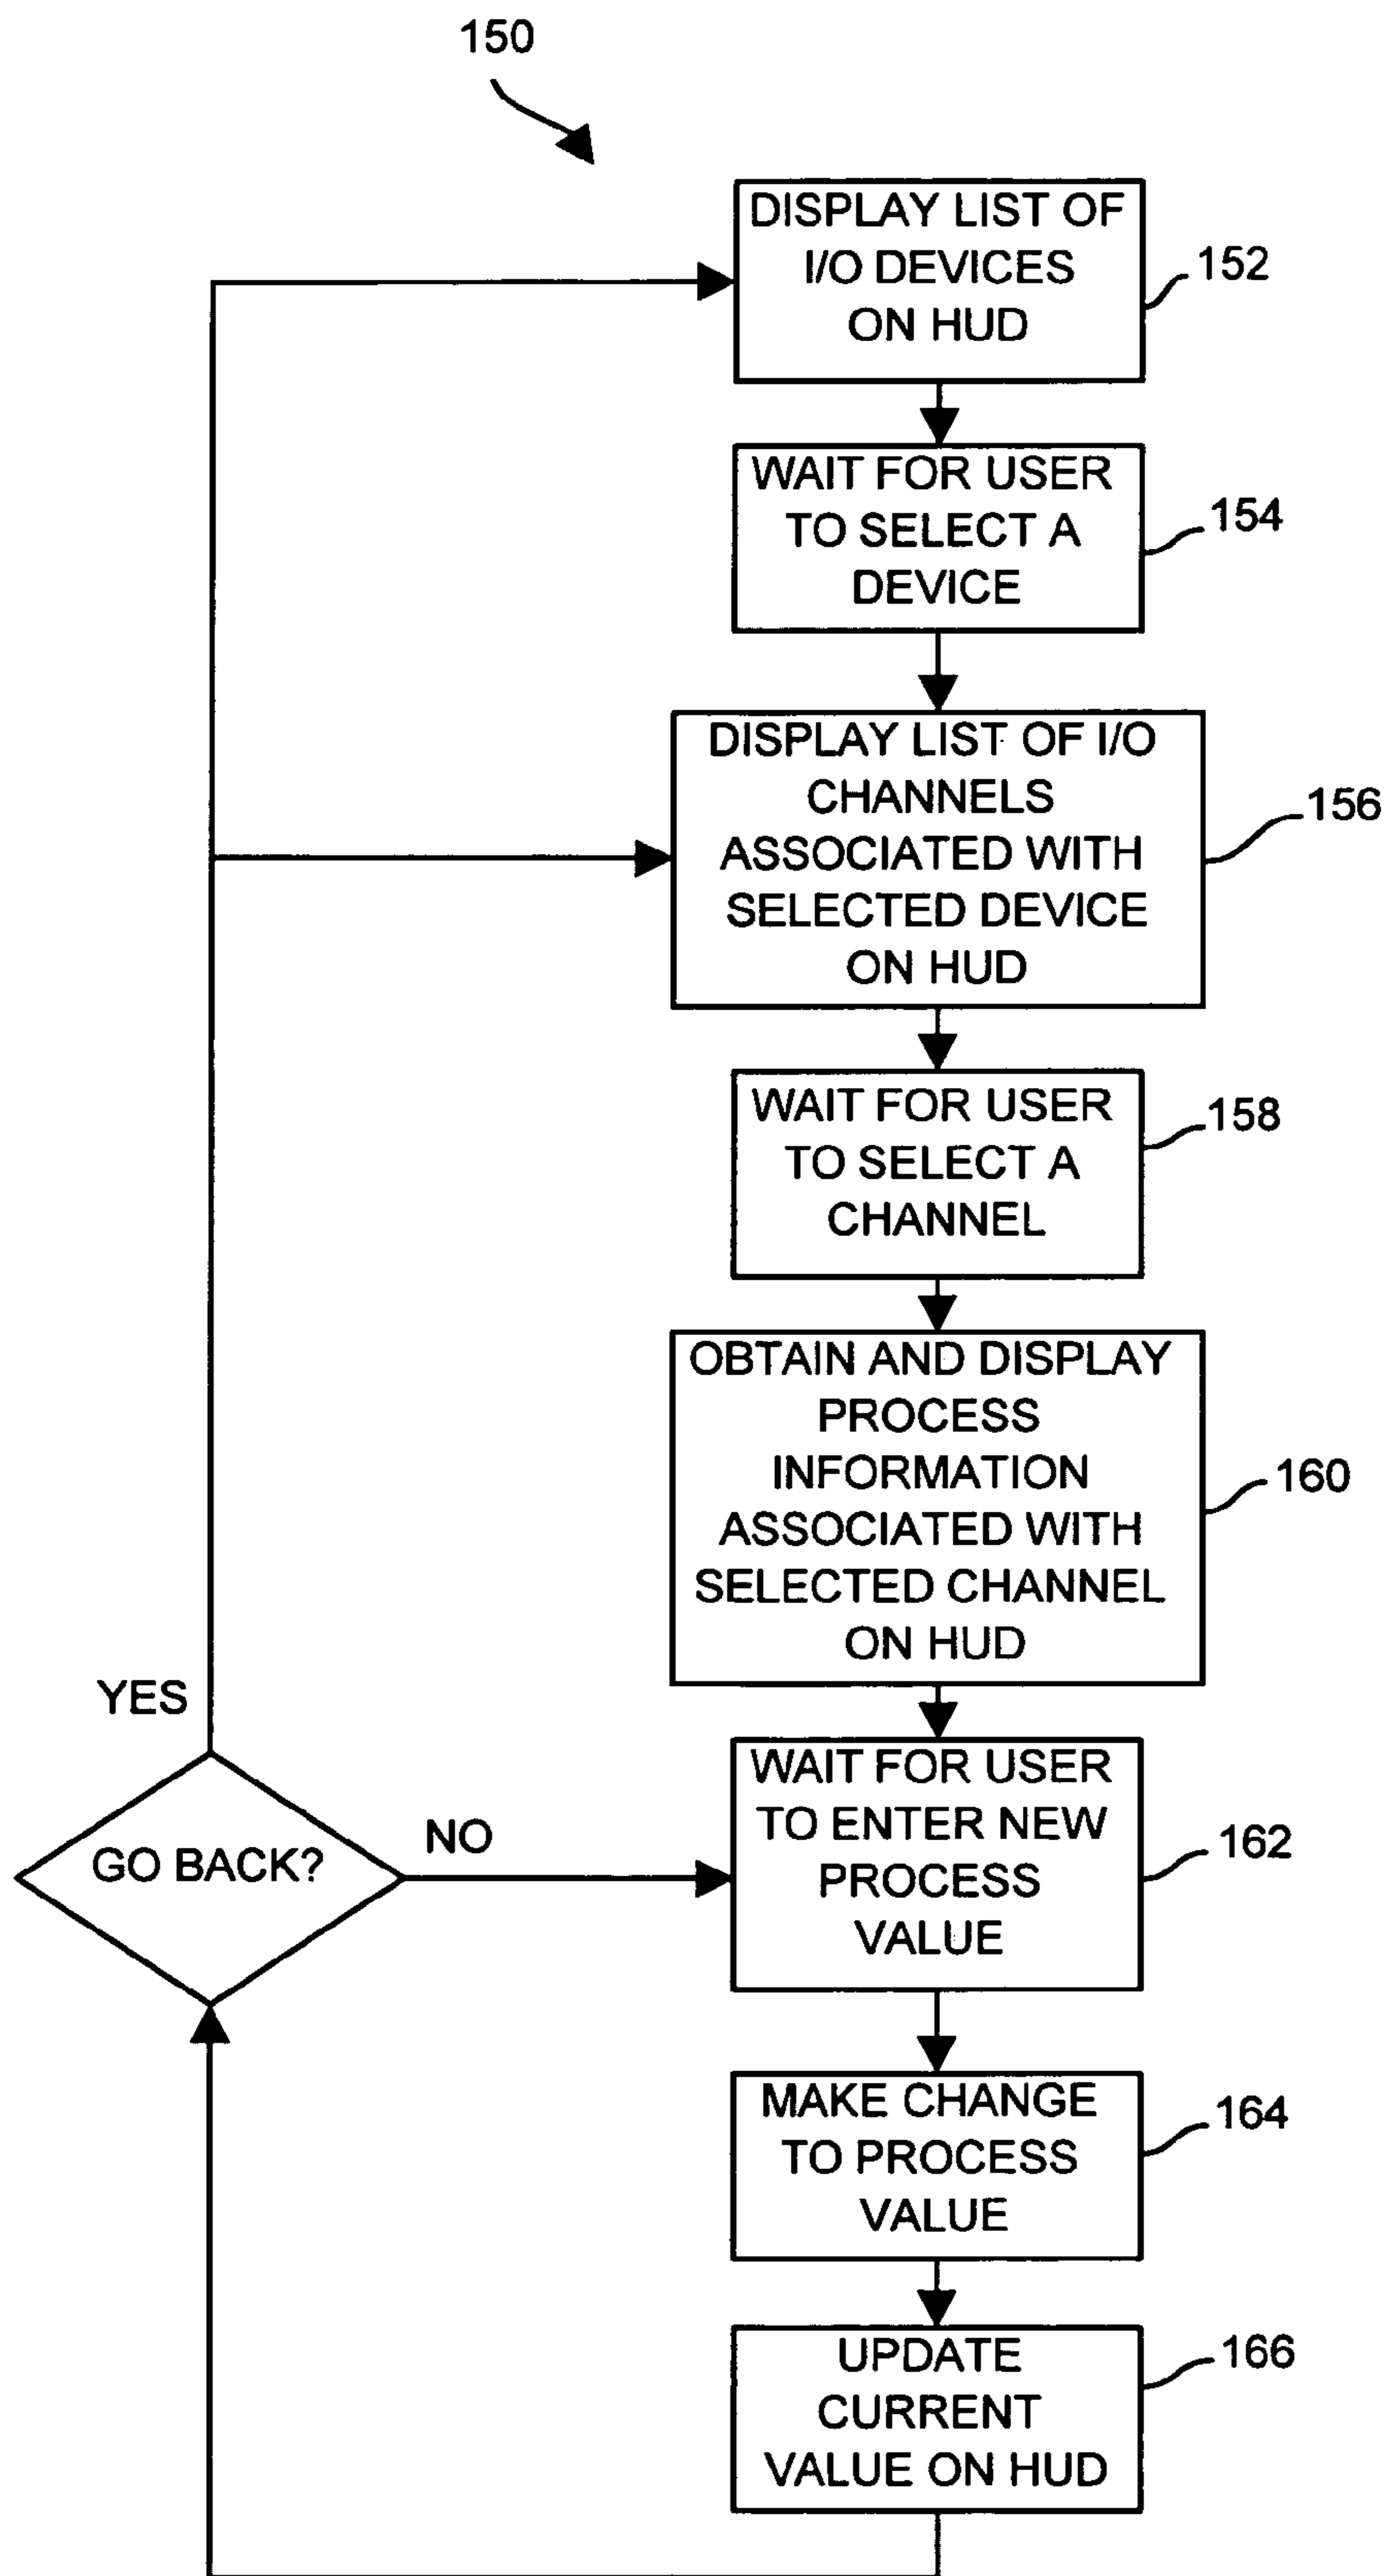 150
DISPLAY LIST OF
I/O DEVICES
ON HUD
152
WAIT FOR USER
TO SELECT A
DEVICE
154
DISPLAY LIST OF I/O
CHANNELS
ASSOCIATED WITH
SELECTED DEVICE
ON HUD
156
WAIT FOR USER
TO SELECT A
CHANNEL
158
OBTAIN AND DISPLAY
PROCESS
INFORMATION
ASSOCIATED WITH
SELECTED CHANNEL
ON HUD
160
YES
GO BACK?
NO
WAIT FOR USER
TO ENTER NEW
PROCESS
VALUE
162
MAKE CHANGE
TO PROCESS
VALUE
164
UPDATE
CURRENT
VALUE ON HUD
166